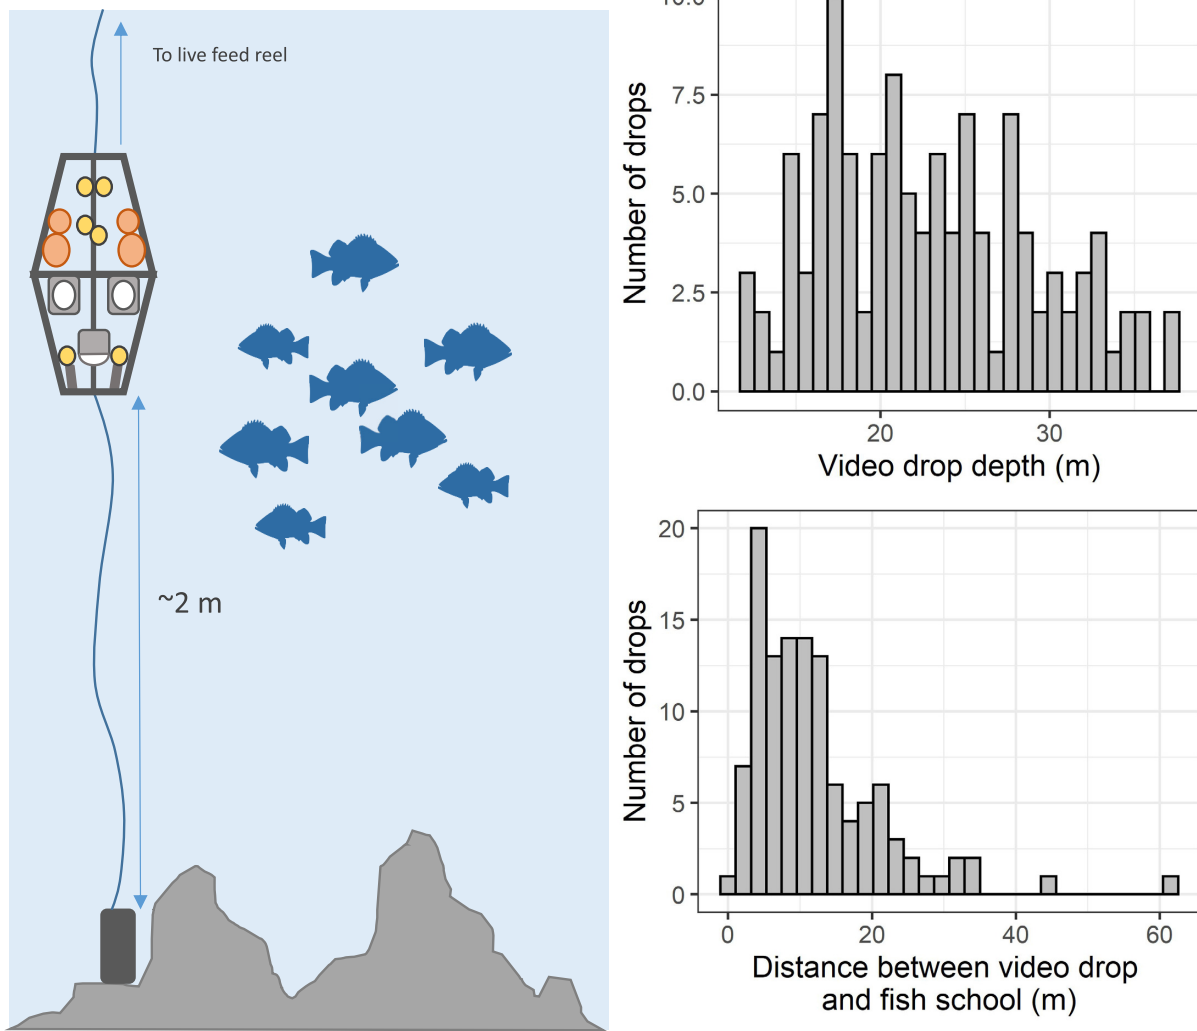 To live feed reel
~2 m
10.0
7.5
5.0
2.5
0.0
Number of drops
20 30
Video drop depth (m)
20
15
10
5
0
Number of drops
0 20 40 60
Distance between video drop
and fish school (m)